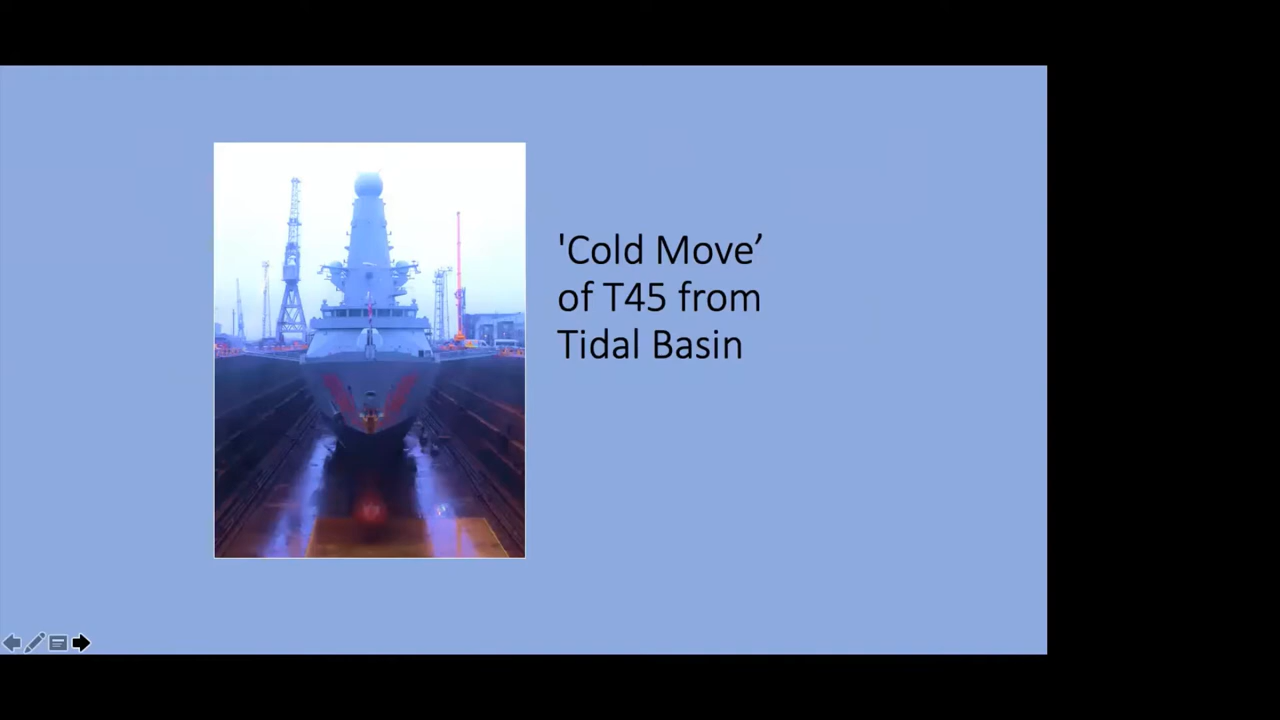 'Cold Move’
of T45 from
Tidal Basin